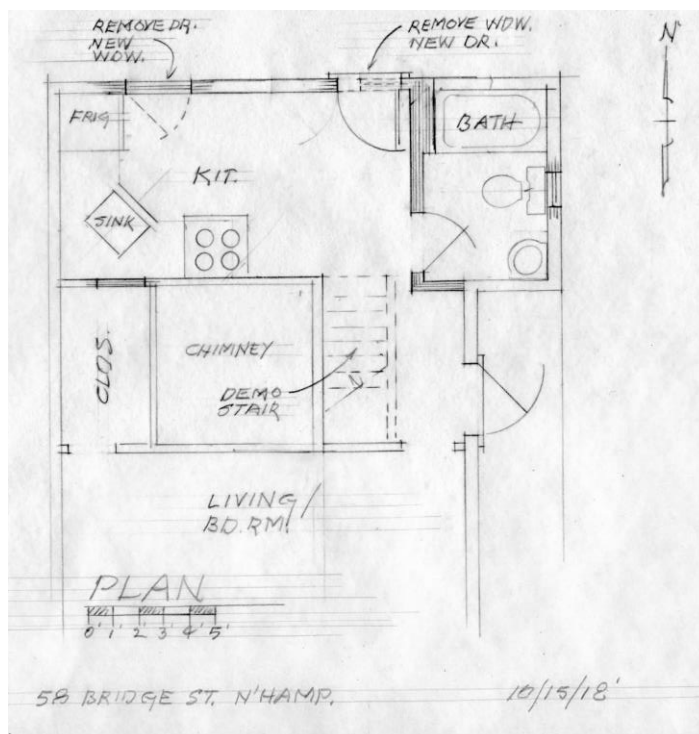 REMOVE DR.
NEW
WDW.
REMOVE WDW.
NEW DR.
N
FRIG
BATH
KIT.
SINK
CLOS.
CHIMNEY
DEMO
STAIR
D
LIVING/
BD.RM.
PLAN
0' 1' 2' 3' 4' 5'
58 BRIDGE ST. N'HAMP.
10/15/18'